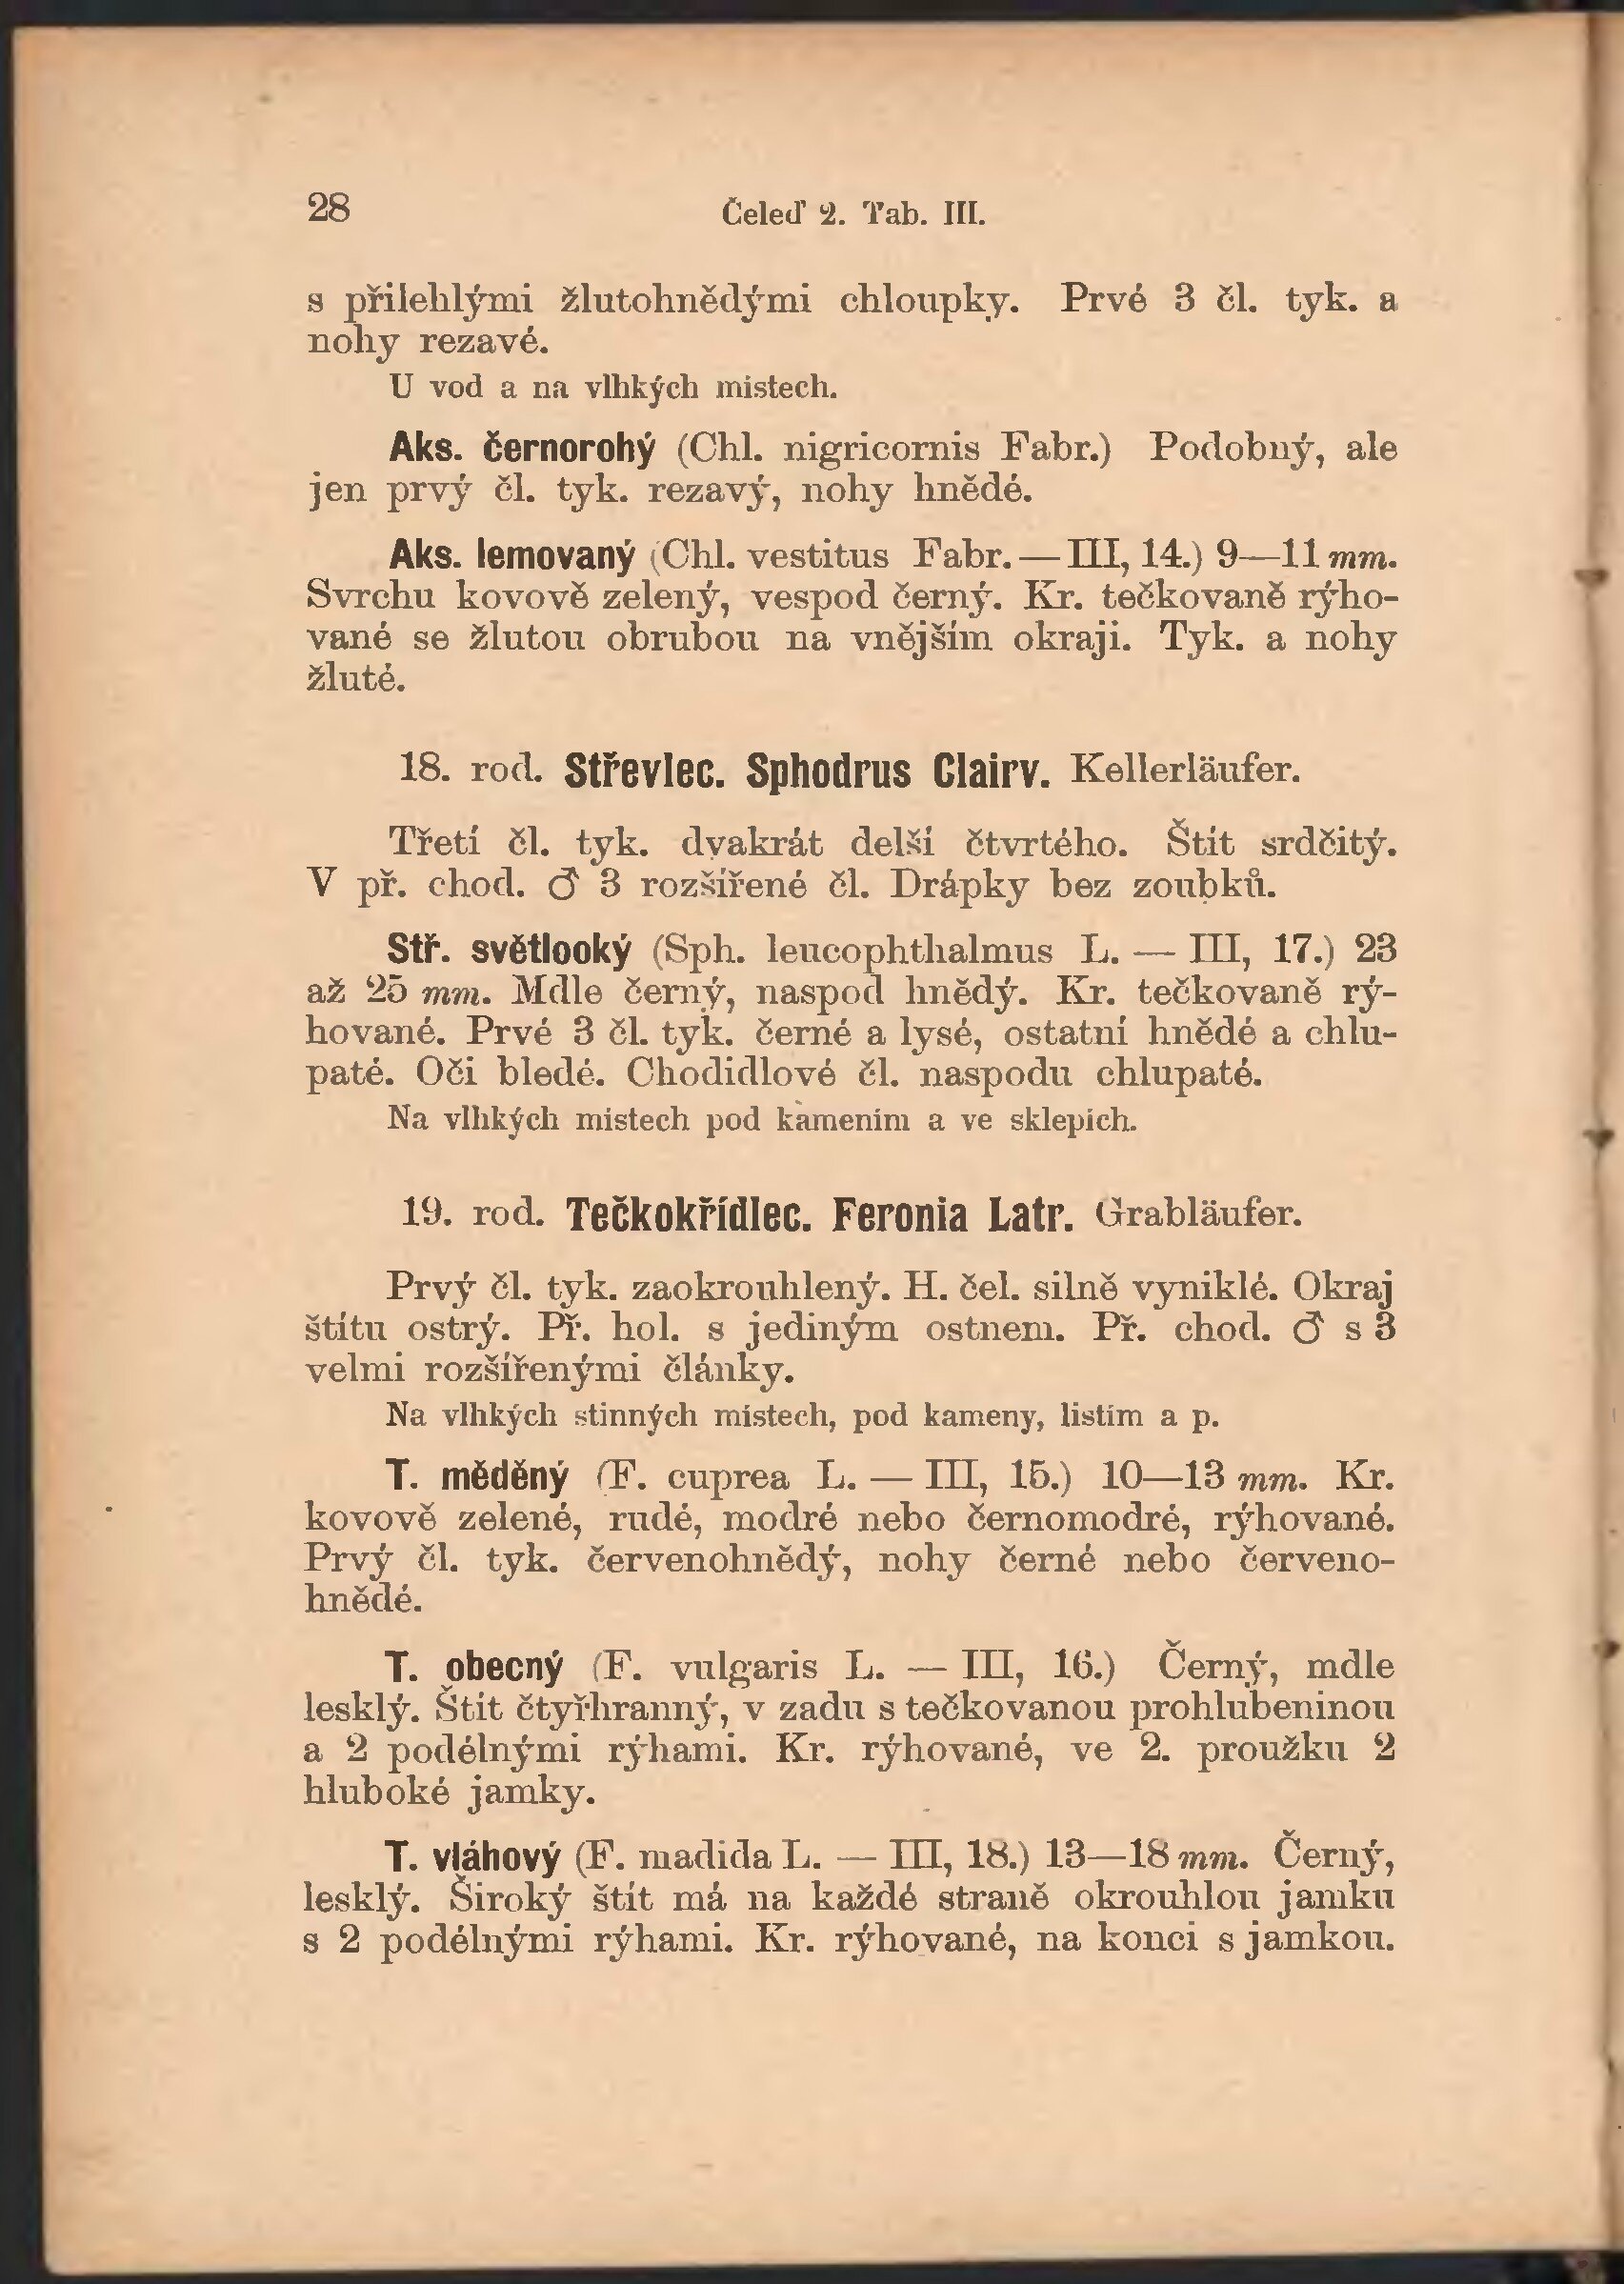 28
Čeleď 2. Tab. III.
s přilehlými žlutohnědými chloupky. Prvé 3 čl. tyk. a
nohy rezavé.
U vod a na vlhkých místech.
Aks. černorohý (Chl. nigricornis Fabr.) Podobný, ale
jen prvý čl. tyk. rezavý, nohy hnědé.
Aks. lemovaný (Chl. vestitus Fabr. — III, 14.) 9—11 mm.
Svrchu kovově zelený, vespod černý. Kr. tečkovaně rýho-
vané se žlutou obrubou na vnějším okraji. Tyk. a nohy
žluté.
18. rod. Střevlec. Sphodrus Clairv. Kellerläufer.
Třetí čl. tyk. dvakrát delší čtvrtého. Štít srdčitý.
V př. chod. ♂ 3 rozšířené čl. Drápky bez zoubků.
Stř. světlooký (Sph. leucophthalmus L. — III, 17.) 23
až 25 mm. Mdle černý, naspod hnědý. Kr. tečkovaně rý-
hované. Prvé 3 čl. tyk. černé a lysé, ostatní hnědé a chlu-
paté. Oči bledé. Chodidlové čl. naspodu chlupaté.
Na vlhkých místech pod kamením a ve sklepích.
19. rod. Tečkokřídlec. Feronia Latr. Grabläufer.
Prvý čl. tyk. zaokrouhlený. H. čel. silně vyniklé. Okraj
štítu ostrý. Př. hol. s jediným ostnem. Př. chod. ♂ s 3
velmi rozšířenými články.
Na vlhkých stinných místech, pod kameny, listím a p.
T. měděný (F. cuprea L. — III, 15.) 10—13 mm. Kr.
kovově zelené, rudé, modré nebo černomodré, rýhované.
Prvý čl. tyk. červenohnědý, nohy černé nebo červeno-
hnědé.
T. obecný (F. vulgaris L. — III, 16.) Černý, mdle
lesklý. Štít čtyřhranný, v zadu s tečkovanou prohlubeninou
a 2 podélnými rýhami. Kr. rýhované, ve 2. proužku 2
hluboké jamky.
T. vláhový (F. madida L. — III, 18.) 13—18 mm. Černý,
lesklý. Široký štít má na každé straně okrouhlou jamku
s 2 podélnými rýhami. Kr. rýhované, na konci s jamkou.